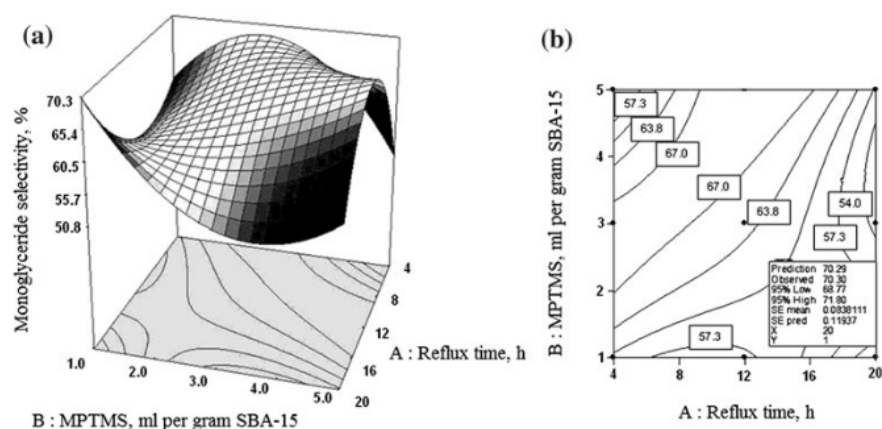 (a)
Monoglyceride selectivity, %
70.3
65.4
60.5
55.7
50.8
1.0
2.0
3.0
4.0
5.0
4
8
12
16
20
A : Reflux time, h
B : MPTMS, ml per gram SBA-15
(b)
B : MPTMS, ml per gram SBA-15
5
4
3
2
1
57.3
63.8
67.0
67.0
63.8
54.0
57.3
57.3
Prediction 70.29
Observed 70.30
95% Low 68.77
95% High 71.80
SE mean 0.0838111
SE pred 0.11937
X 20
Y 1
4
8
12
16
20
A : Reflux time, h